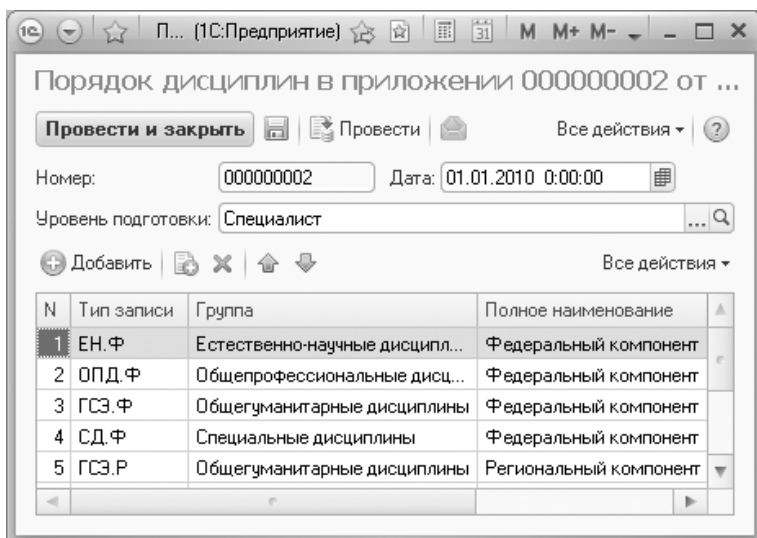 1С П... (1С:Предприятие) 31 M M+ M-
Порядок дисциплин в приложении 000000002 от ...
Провести и закрыть Провести Все действия ?
Номер: 000000002 Дата: 01.01.2010 0:00:00
Уровень подготовки: Специалист ...
Добавить Все действия
N Тип записи Группа Полное наименование
1 ЕН.Ф Естественно-научные дисципл... Федеральный компонент
2 ОПД.Ф Общепрофессиональные дисц... Федеральный компонент
3 ГСЭ.Ф Общегуманитарные дисциплины Федеральный компонент
4 СД.Ф Специальные дисциплины Федеральный компонент
5 ГСЭ.Р Общегуманитарные дисциплины Региональный компонент